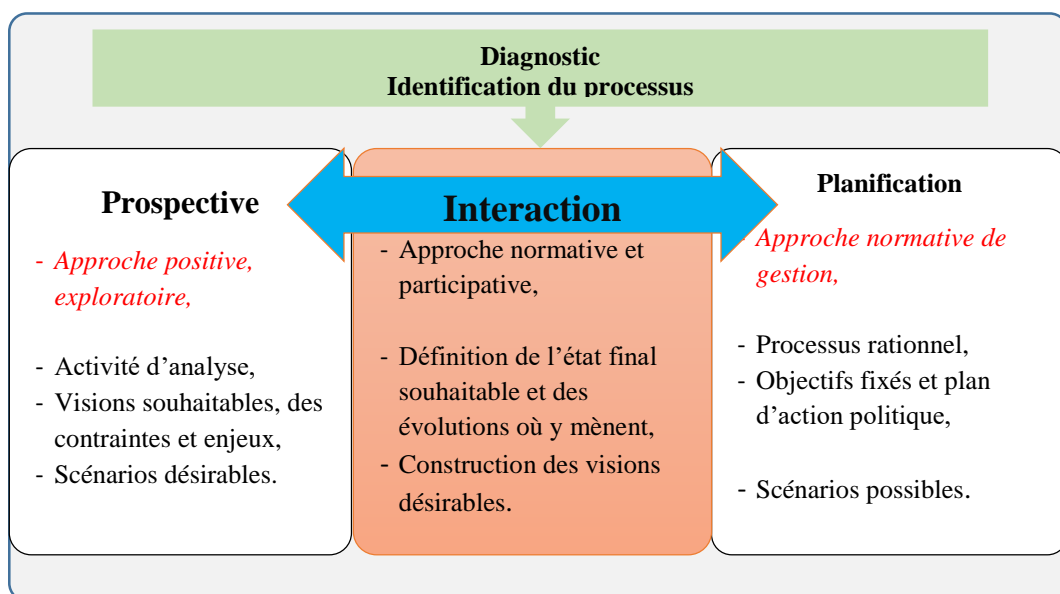 Diagnostic
Identification du processus
Prospective
- Approche positive,
exploratoire,
- Activité d’analyse,
- Visions souhaitables, des
contraintes et enjeux,
- Scénarios désirables.
Interaction
- Approche normative et
participative,
- Définition de l’état final
souhaitable et des
évolutions où y mènent,
- Construction des visions
désirables.
Planification
- Approche normative de
gestion,
- Processus rationnel,
- Objectifs fixés et plan
d’action politique,
- Scénarios possibles.